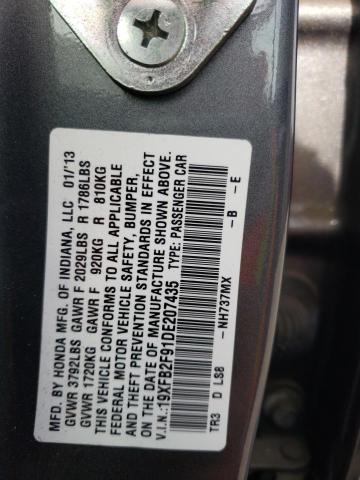 MFD. BY HONDA MFG. OF INDIANA, LLC 01/'13
GVWR 3792LBS GAWR F 2029LBS R 1786LBS
GVWR 1720KG GAWR F 920KG R 810KG
THIS VEHICLE CONFORMS TO ALL APPLICABLE
FEDERAL MOTOR VEHICLE SAFETY, BUMPER,
AND THEFT PREVENTION STANDARDS IN EFFECT
ON THE DATE OF MANUFACTURE SHOWN ABOVE.
V.I.N.: 19XFB2F91DE207435 TYPE: PASSENGER CAR
NH737MX -B -E
TR3 D LSB